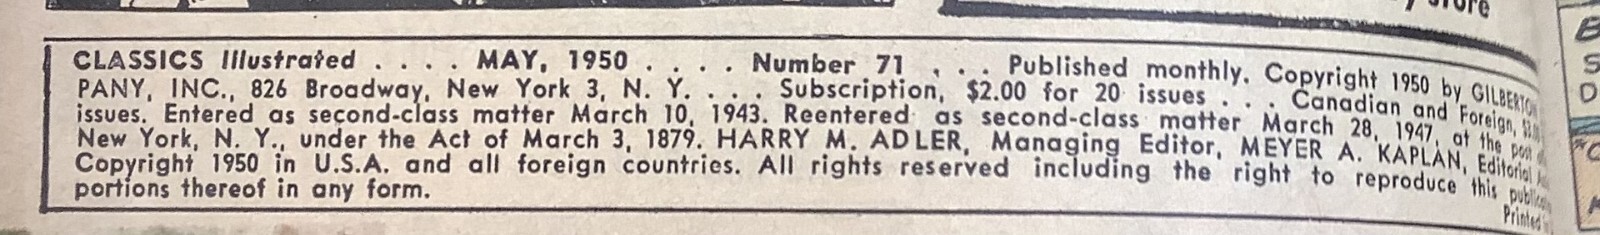 store
CLASSICS Illustrated . . . . MAY, 1950 . . . . Number 71 . . . Published monthly. Copyright 1950 by GILBERTON
PANY, INC., 826 Broadway, New York 3, N. Y. . . . Subscription, $2.00 for 20 issues . . . Canadian and Foreign,
issues. Entered as second-class matter March 10, 1943. Reentered as second-class matter March 28, 1947, at the post
New York, N. Y., under the Act of March 3, 1879. HARRY M. ADLER, Managing Editor, MEYER A. KAPLAN, Editorial
Copyright 1950 in U.S.A. and all foreign countries. All rights reserved including the right to reproduce this
portions thereof in any form.
Printed